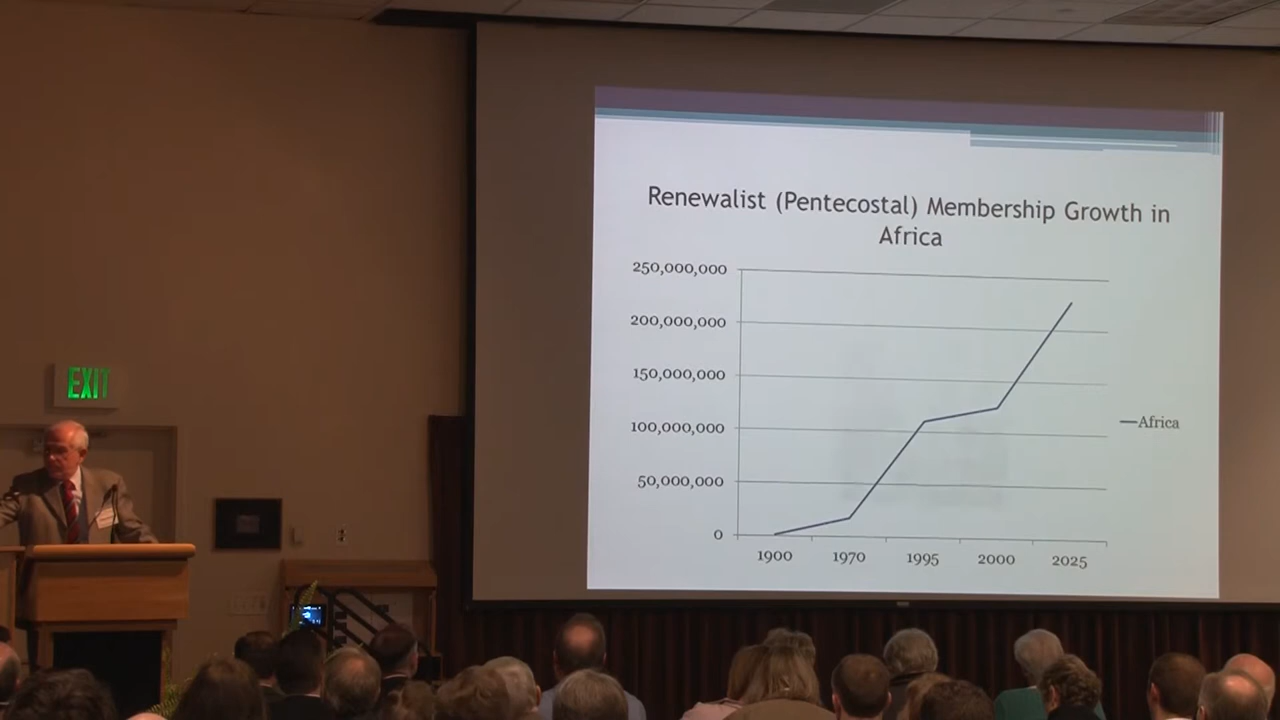 Renewalist (Pentecostal) Membership Growth in
Africa
250,000,000
200,000,000
150,000,000
100,000,000
50,000,000
0
1900 1970 1995 2000 2025
Africa
EXIT